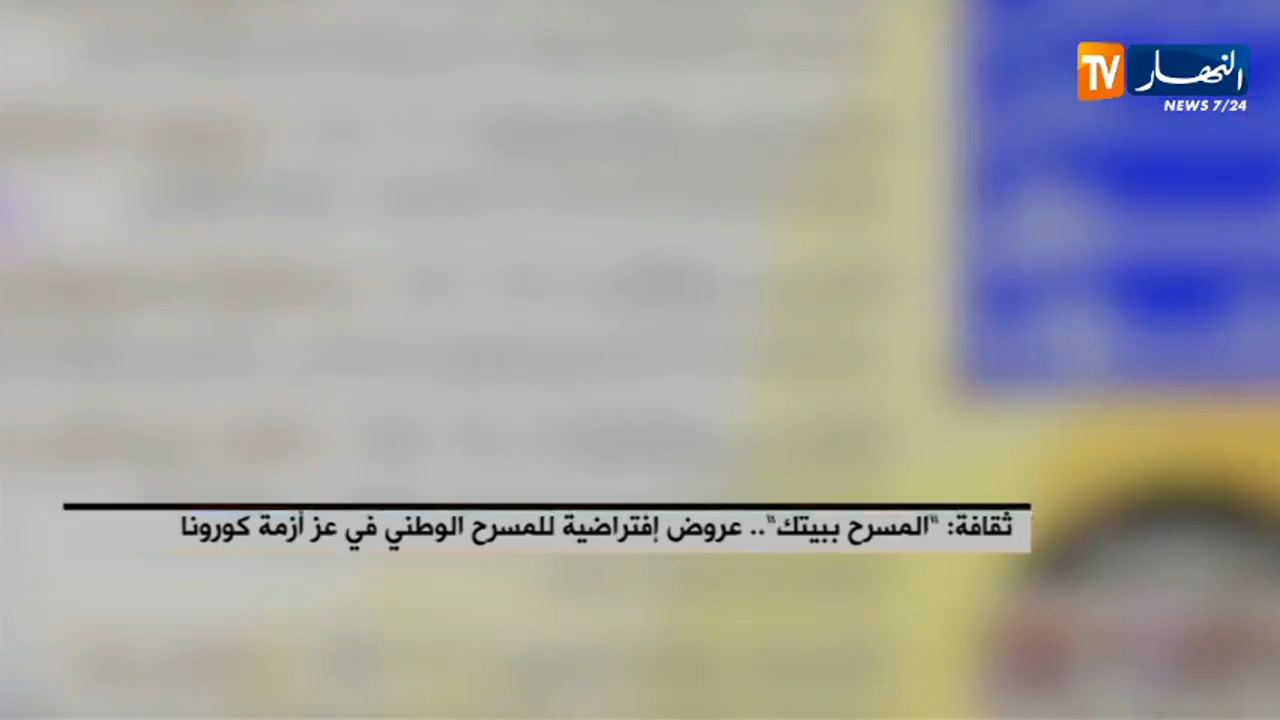 النهار TV
NEWS 7/24
ثقافة: "المسرح ببيتك".. عروض إفتراضية للمسرح الوطني في عز أزمة كورونا